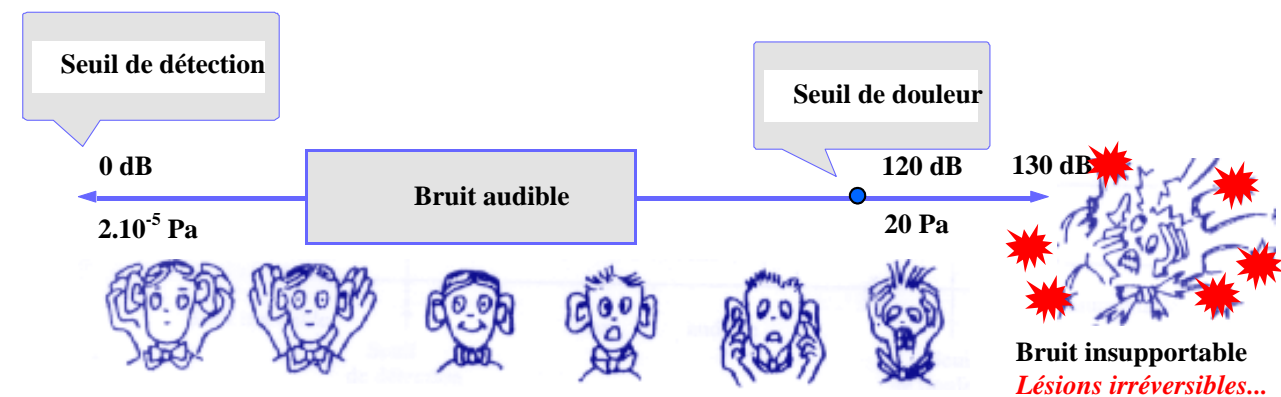 Seuil de détection
Seuil de douleur
0 dB
120 dB
130 dB
Bruit audible
2.10-5 Pa
20 Pa
Bruit insupportable
Lésions irréversibles...